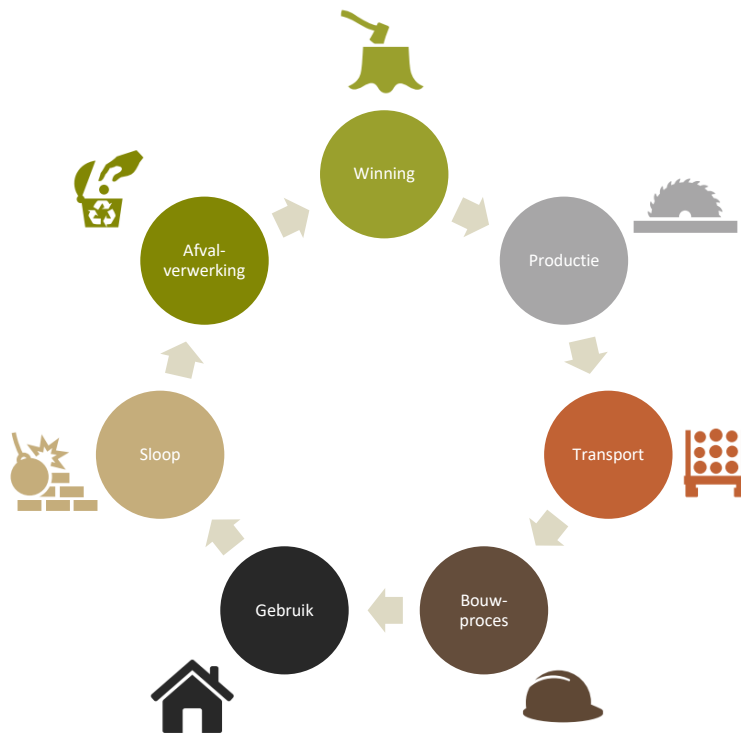 Winning
Productie
Transport
Bouw-
proces
Gebruik
Sloop
Afval-
verwerking